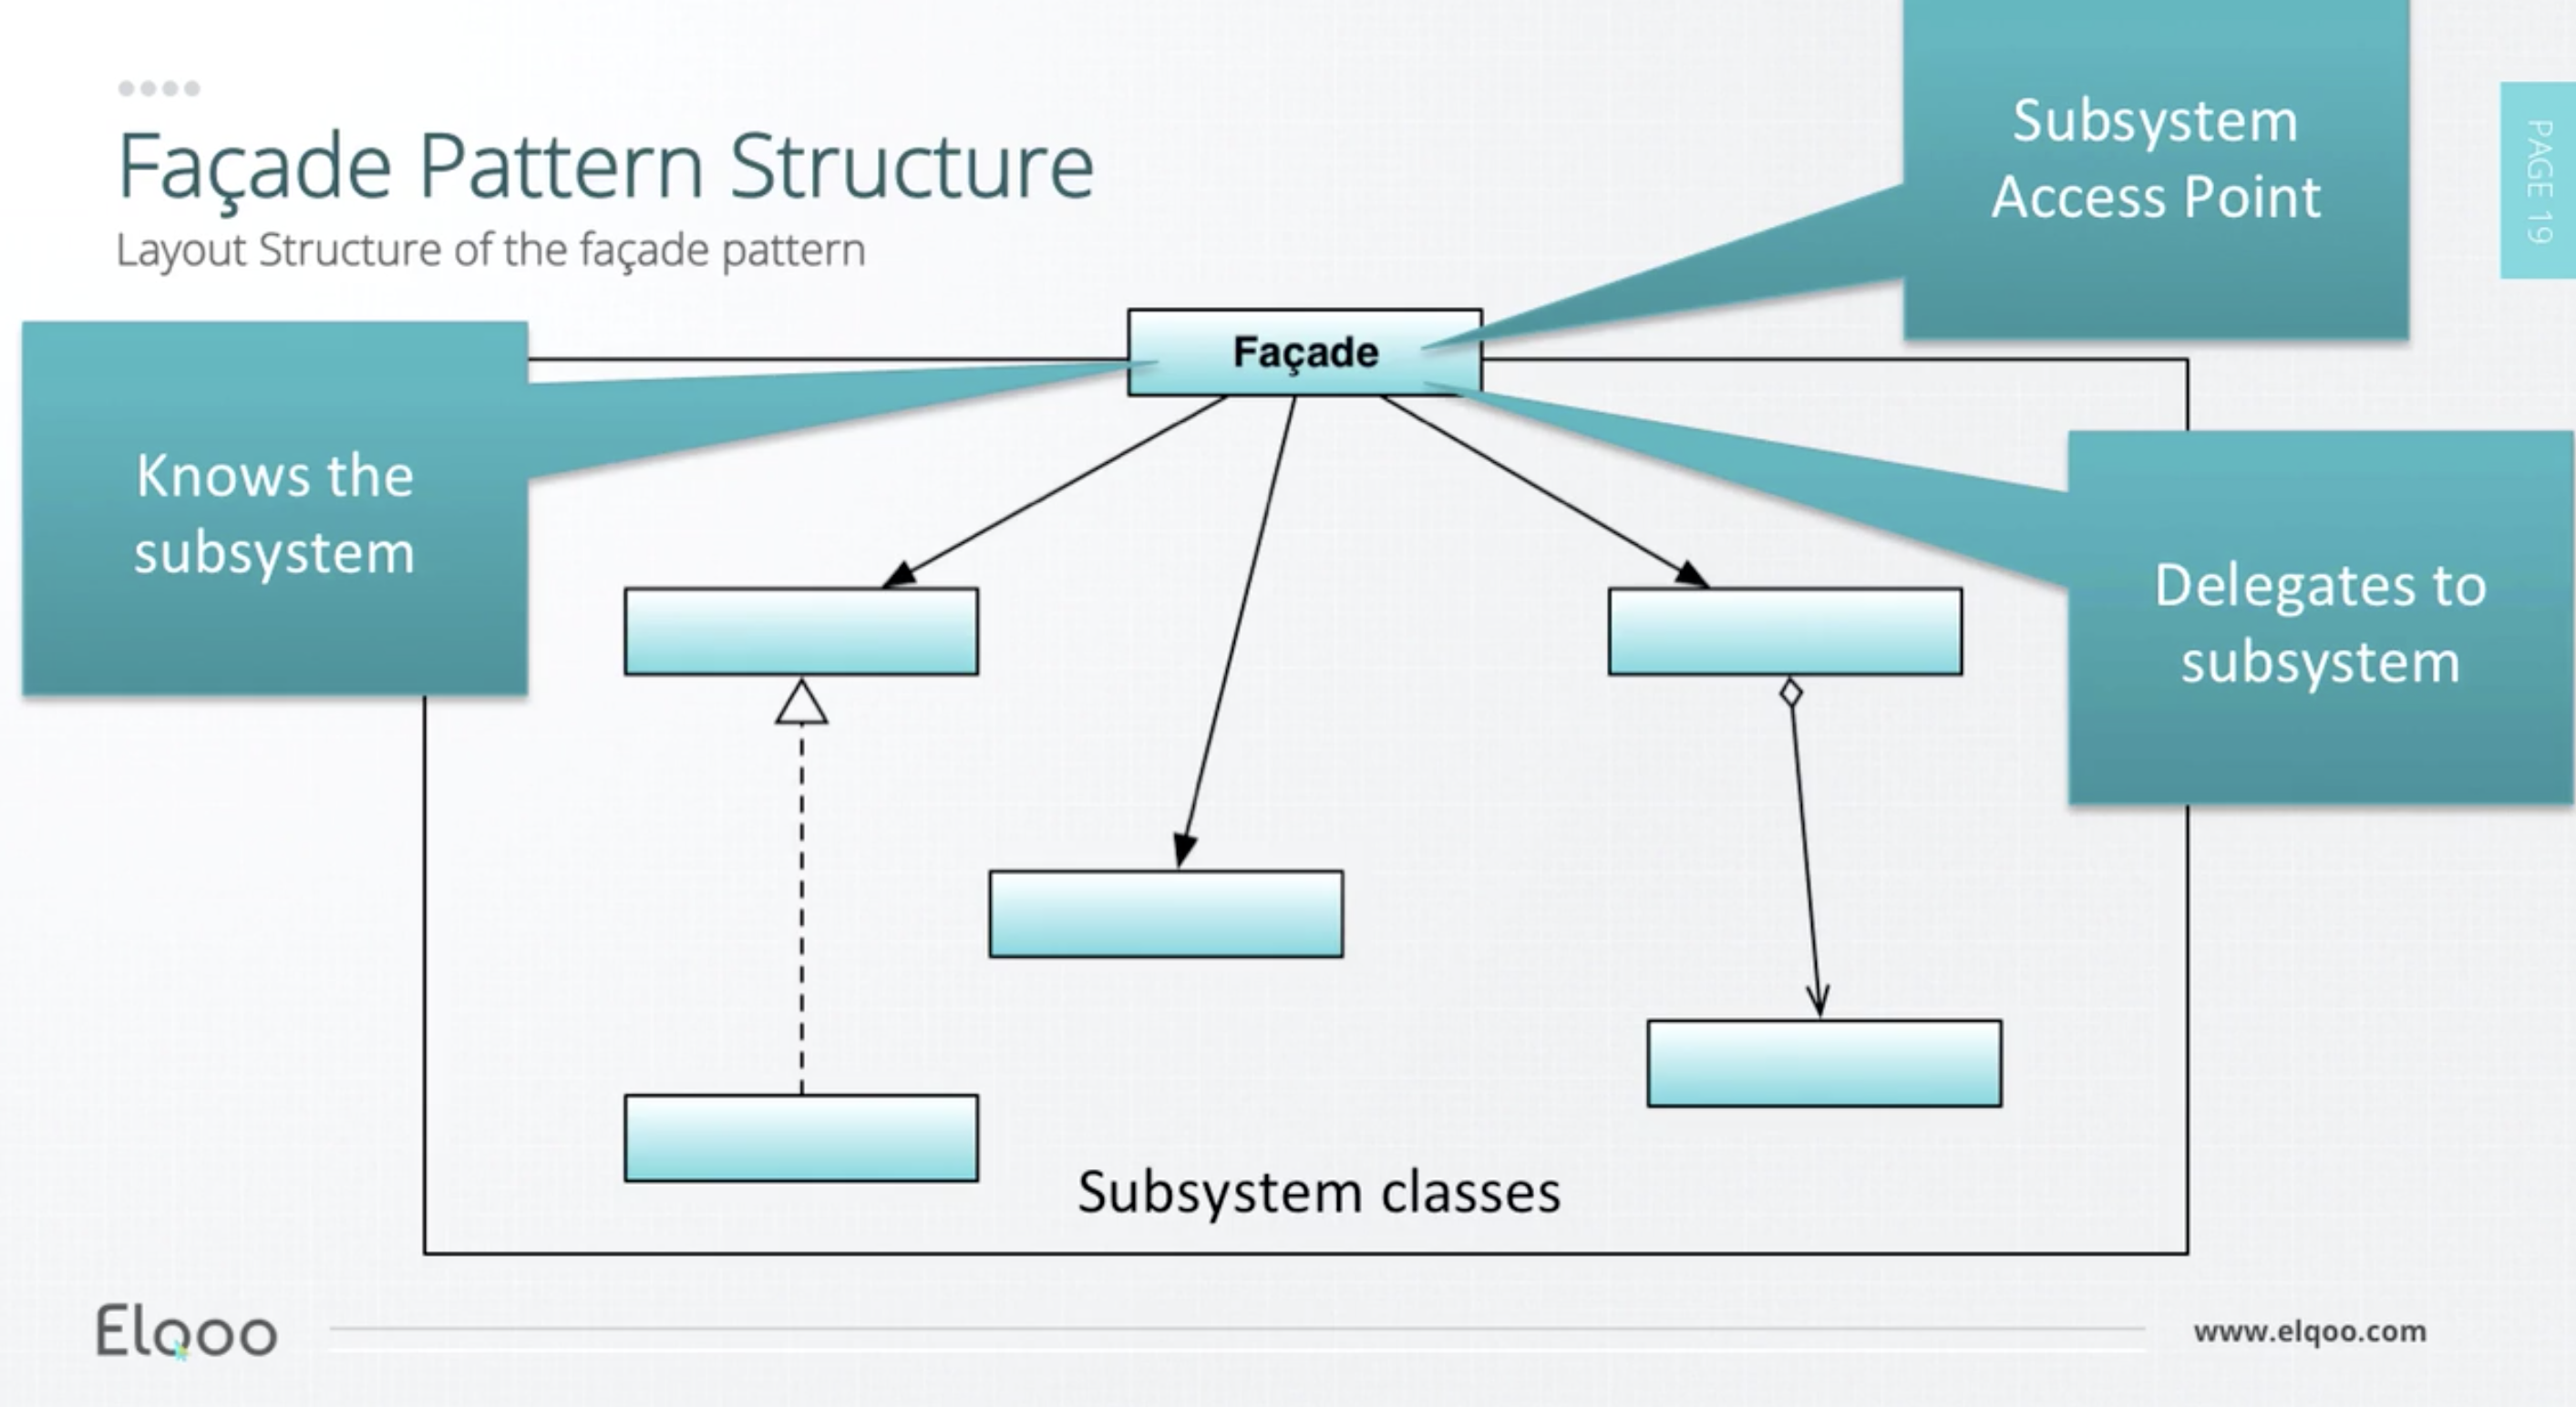 Façade Pattern Structure
Layout Structure of the façade pattern
Subsystem
Access Point
PAGE 19
Façade
Knows the
subsystem
Delegates to
subsystem
Subsystem classes
Elqoo
www.elqoo.com